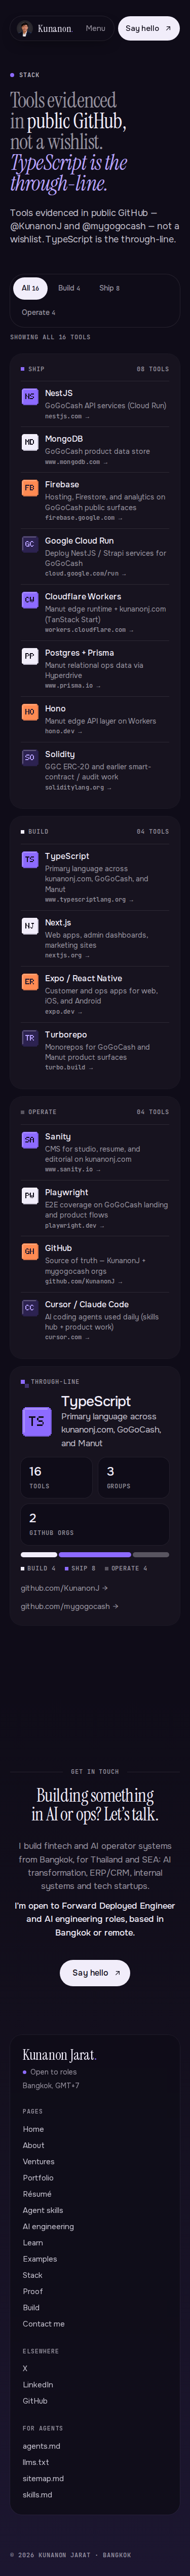 Kunanon.
Menu
Say hello ↗
STACK
Tools evidenced
in public GitHub,
not a wishlist.
TypeScript is the
through-line.
Tools evidenced in public GitHub —
@KunanonJ and @mygogocash — not a
wishlist. TypeScript is the through-line.
All 16
Build 4
Ship 8
Operate 4
SHOWING ALL 16 TOOLS
SHIP
08 TOOLS
NS
NestJS
GoGoCash API services (Cloud Run)
nestjs.com →
MD
MongoDB
GoGoCash product data store
www.mongodb.com →
FB
Firebase
Hosting, Firestore, and analytics on
GoGoCash public surfaces
firebase.google.com →
GC
Google Cloud Run
Deploy NestJS / Strapi services for
GoGoCash
cloud.google.com/run →
CW
Cloudflare Workers
Manut edge runtime + kunanonj.com
(TanStack Start)
workers.cloudflare.com →
PP
Postgres + Prisma
Manut relational ops data via
Hyperdrive
www.prisma.io →
HO
Hono
Manut edge API layer on Workers
hono.dev →
SO
Solidity
GGC ERC-20 and earlier smart-
contract / audit work
soliditylang.org →
BUILD
04 TOOLS
TS
TypeScript
Primary language across
kunanonj.com, GoGoCash, and
Manut
www.typescriptlang.org →
NJ
Next.js
Web apps, admin dashboards,
marketing sites
nextjs.org →
ER
Expo / React Native
Customer and ops apps for web,
iOS, and Android
expo.dev →
TR
Turborepo
Monorepos for GoGoCash and
Manut product surfaces
turbo.build →
OPERATE
04 TOOLS
SA
Sanity
CMS for studio, resume, and
editorial on kunanonj.com
www.sanity.io →
PW
Playwright
E2E coverage on GoGoCash landing
and product flows
playwright.dev →
GH
GitHub
Source of truth — KunanonJ +
mygogocash orgs
github.com/KunanonJ →
CC
Cursor / Claude Code
AI coding agents used daily (skills
hub + product work)
cursor.com →
THROUGH-LINE
TS
TypeScript
Primary language across
kunanonj.com, GoGoCash,
and Manut
16
TOOLS
3
GROUPS
2
GITHUB ORGS
BUILD 4
SHIP 8
OPERATE 4
github.com/KunanonJ →
github.com/mygogocash →
GET IN TOUCH
Building something
in AI or ops? Let's talk.
I build fintech and AI operator systems
from Bangkok, for Thailand and SEA: AI
transformation, ERP/CRM, internal
systems and tech startups.
I'm open to Forward Deployed Engineer
and AI engineering roles, based in
Bangkok or remote.
Say hello ↗
Kunanon Jarat.
Open to roles
Bangkok, GMT+7
PAGES
Home
About
Ventures
Portfolio
Résumé
Agent skills
AI engineering
Learn
Examples
Stack
Proof
Build
Contact me
ELSEWHERE
X
LinkedIn
GitHub
FOR AGENTS
agents.md
llms.txt
sitemap.md
skills.md
© 2026 KUNANON JARAT · BANGKOK